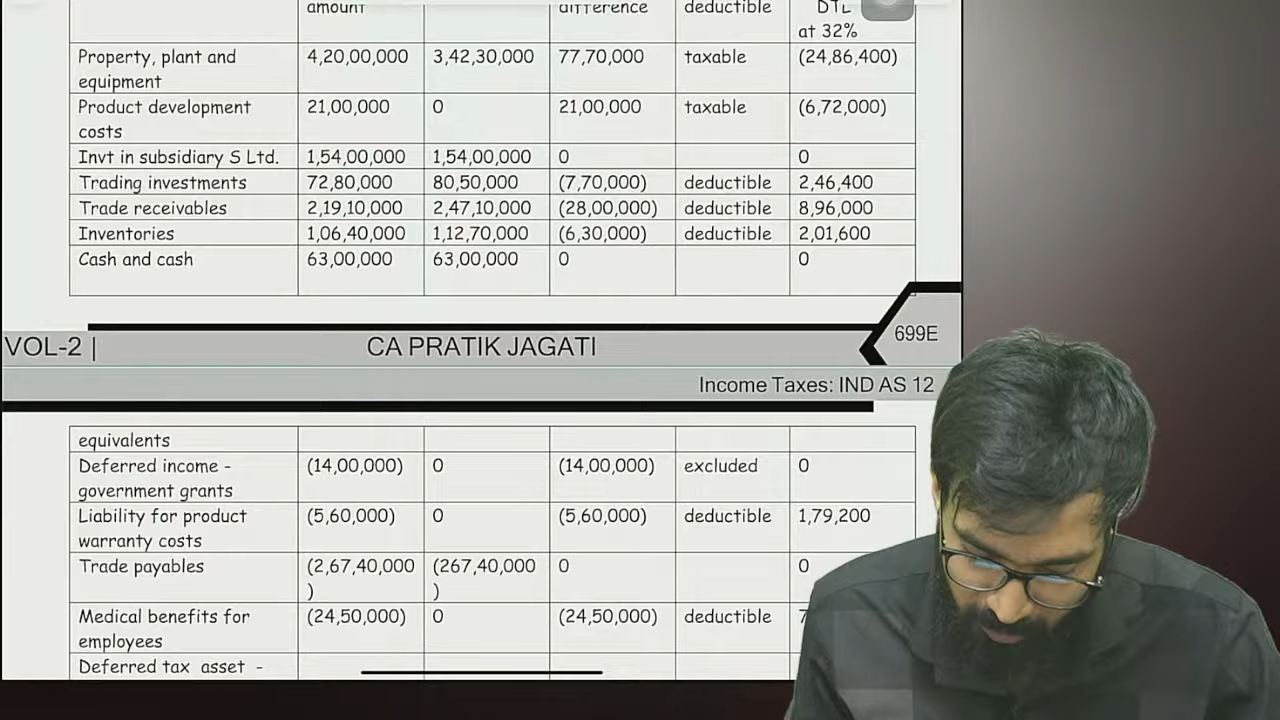 amount difference deductible DTL
at 32%
Property, plant and 4,20,00,000 3,42,30,000 77,70,000 taxable (24,86,400)
equipment
Product development 21,00,000 0 21,00,000 taxable (6,72,000)
costs
Invt in subsidiary S Ltd. 1,54,00,000 1,54,00,000 0 0
Trading investments 72,80,000 80,50,000 (7,70,000) deductible 2,46,400
Trade receivables 2,19,10,000 2,47,10,000 (28,00,000) deductible 8,96,000
Inventories 1,06,40,000 1,12,70,000 (6,30,000) deductible 2,01,600
Cash and cash 63,00,000 63,00,000 0 0
699E
VOL-2 | CA PRATIK JAGATI
Income Taxes: IND AS 12
equivalents
Deferred income - (14,00,000) 0 (14,00,000) excluded 0
government grants
Liability for product (5,60,000) 0 (5,60,000) deductible 1,79,200
warranty costs
Trade payables (2,67,40,000 (267,40,000 0 0
) )
Medical benefits for (24,50,000) 0 (24,50,000) deductible 7
employees
Deferred tax asset -